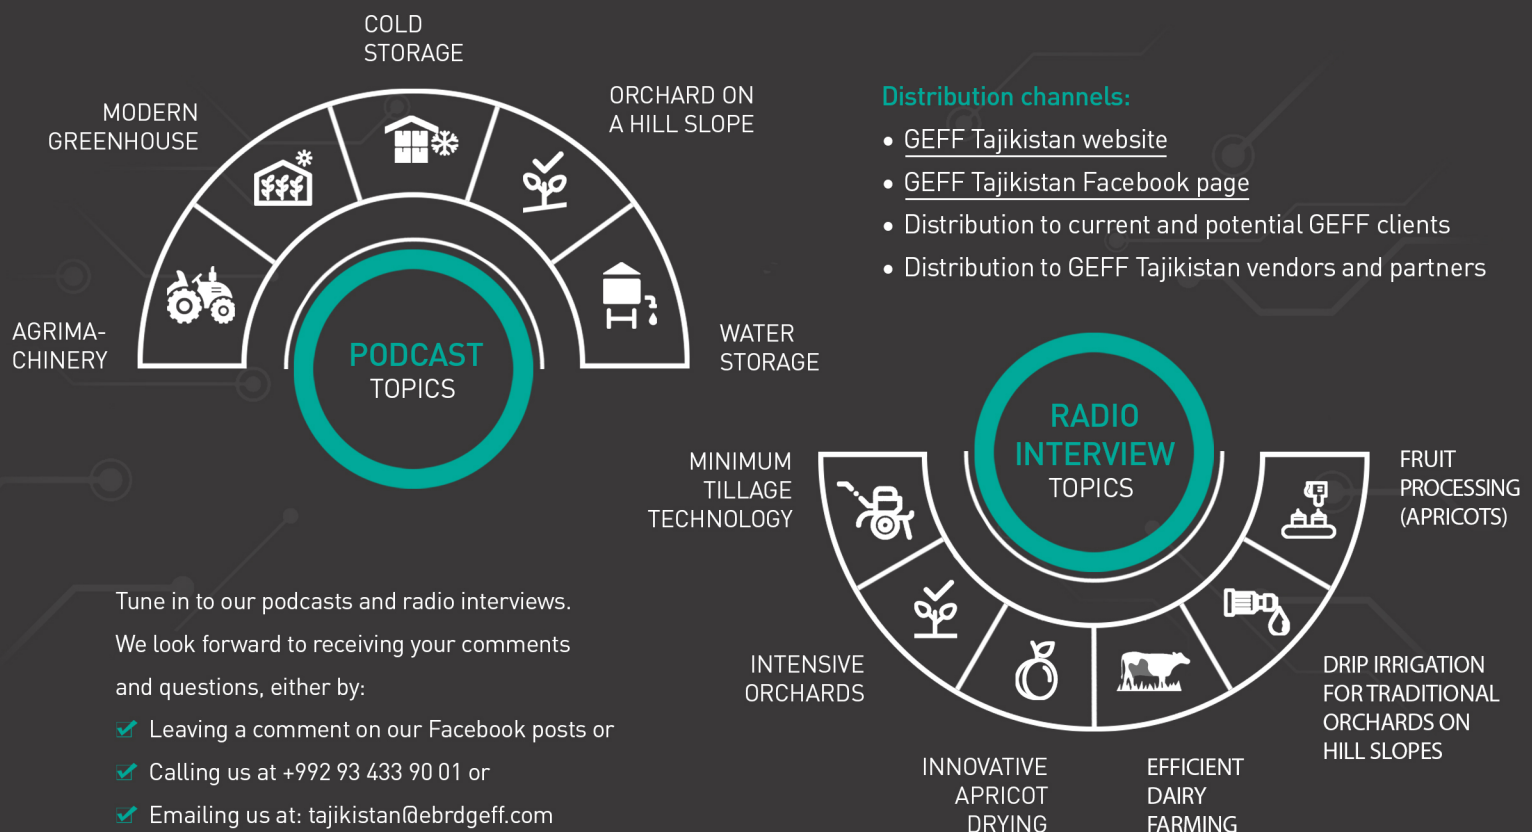 COLD
STORAGE
MODERN
GREENHOUSE
ORCHARD ON
A HILL SLOPE
AGRIMA-
CHINERY
WATER
STORAGE
PODCAST
TOPICS
Distribution channels:
• GEFF Tajikistan website
• GEFF Tajikistan Facebook page
• Distribution to current and potential GEFF clients
• Distribution to GEFF Tajikistan vendors and partners
RADIO
INTERVIEW
TOPICS
MINIMUM
TILLAGE
TECHNOLOGY
INTENSIVE
ORCHARDS
INNOVATIVE
APRICOT
DRYING
EFFICIENT
DAIRY
FARMING
DRIP IRRIGATION
FOR TRADITIONAL
ORCHARDS ON
HILL SLOPES
FRUIT
PROCESSING
(APRICOTS)
Tune in to our podcasts and radio interviews.
We look forward to receiving your comments
and questions, either by:
Leaving a comment on our Facebook posts or
Calling us at +992 93 433 90 01 or
Emailing us at: tajikistan@ebrdgeff.com